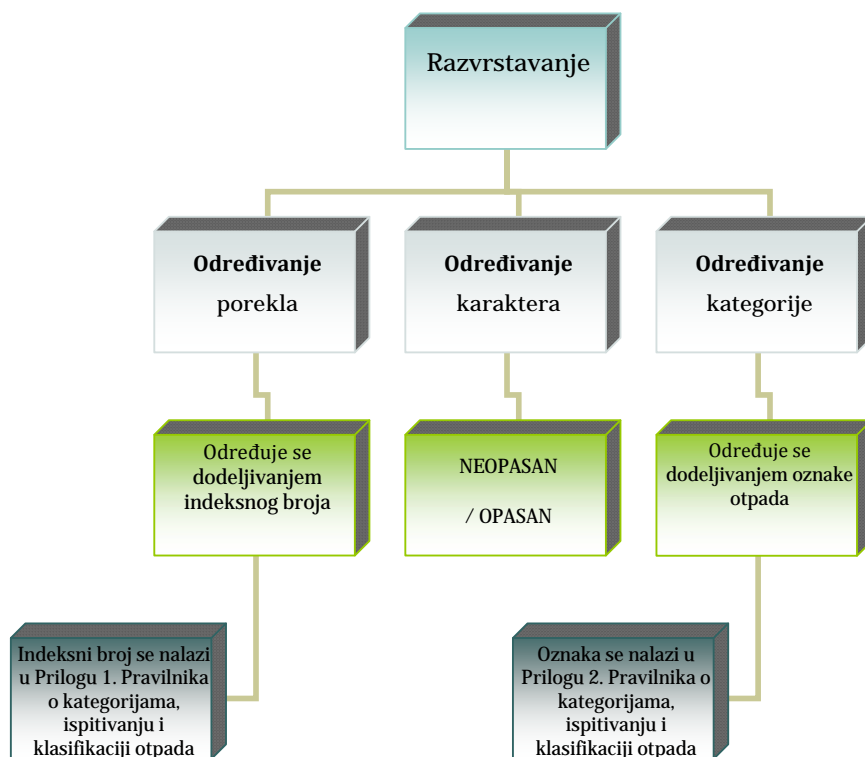 Razvrstavanje
Određivanje
porekla
Određivanje
karaktera
Određivanje
kategorije
Određuje se
dodeljivanjem
indeksnog broja
NEOPASAN
/ OPASAN
Određuje se
dodeljivanjem oznake
otpada
Indeksni broj se nalazi
u Prilogu 1. Pravilnika
o kategorijama,
ispitivanju i
klasifikaciji otpada
Oznaka se nalazi u
Prilogu 2. Pravilnika o
kategorijama,
ispitivanju i
klasifikaciji otpada